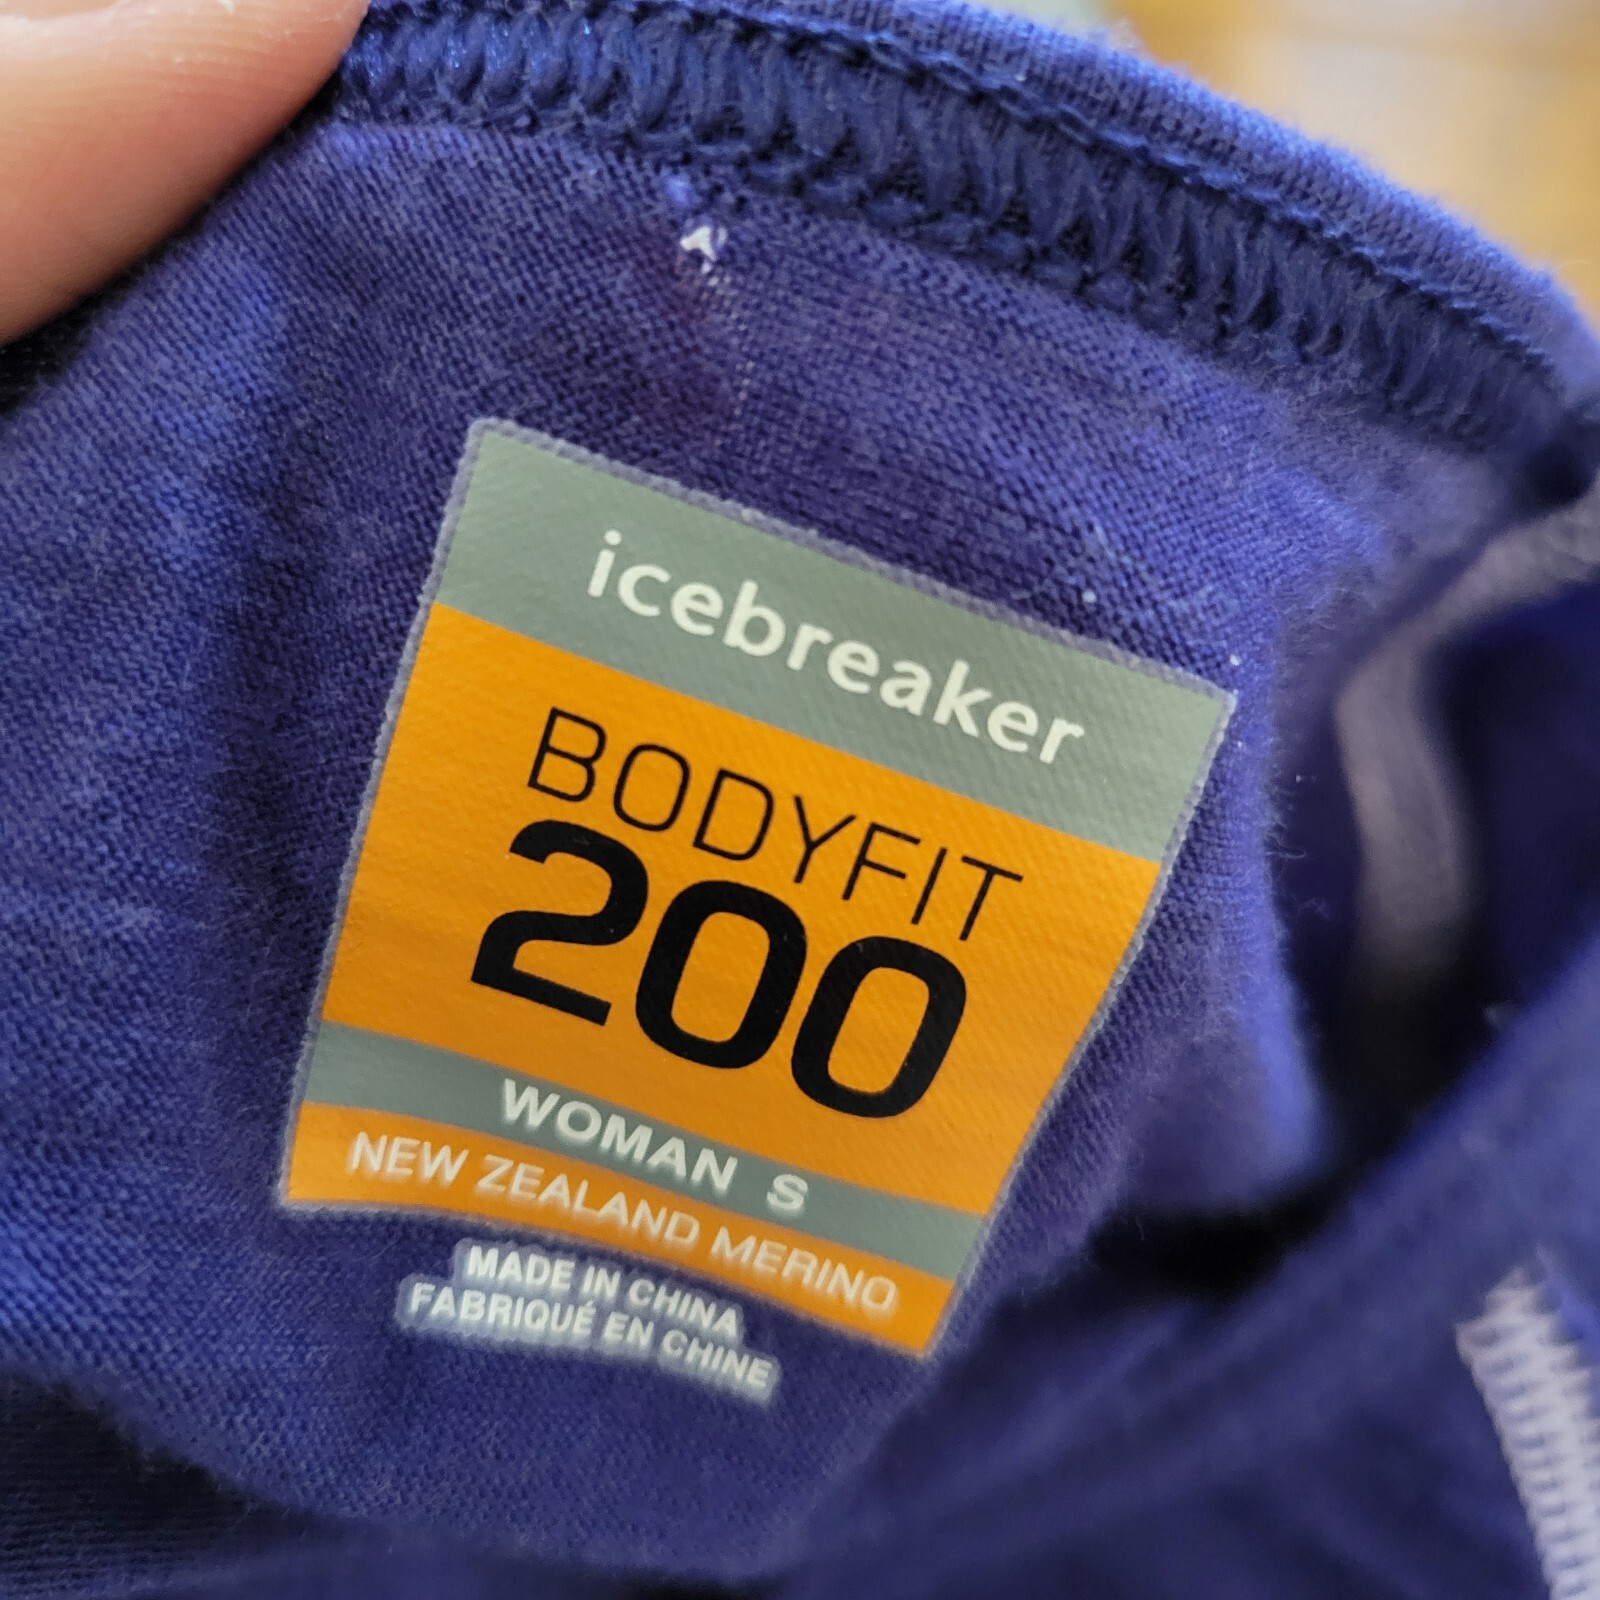 icebreaker
BODYFIT
200
WOMAN S
NEW ZEALAND MERINO
MADE IN CHINA
FABRIQUÉ EN CHINE